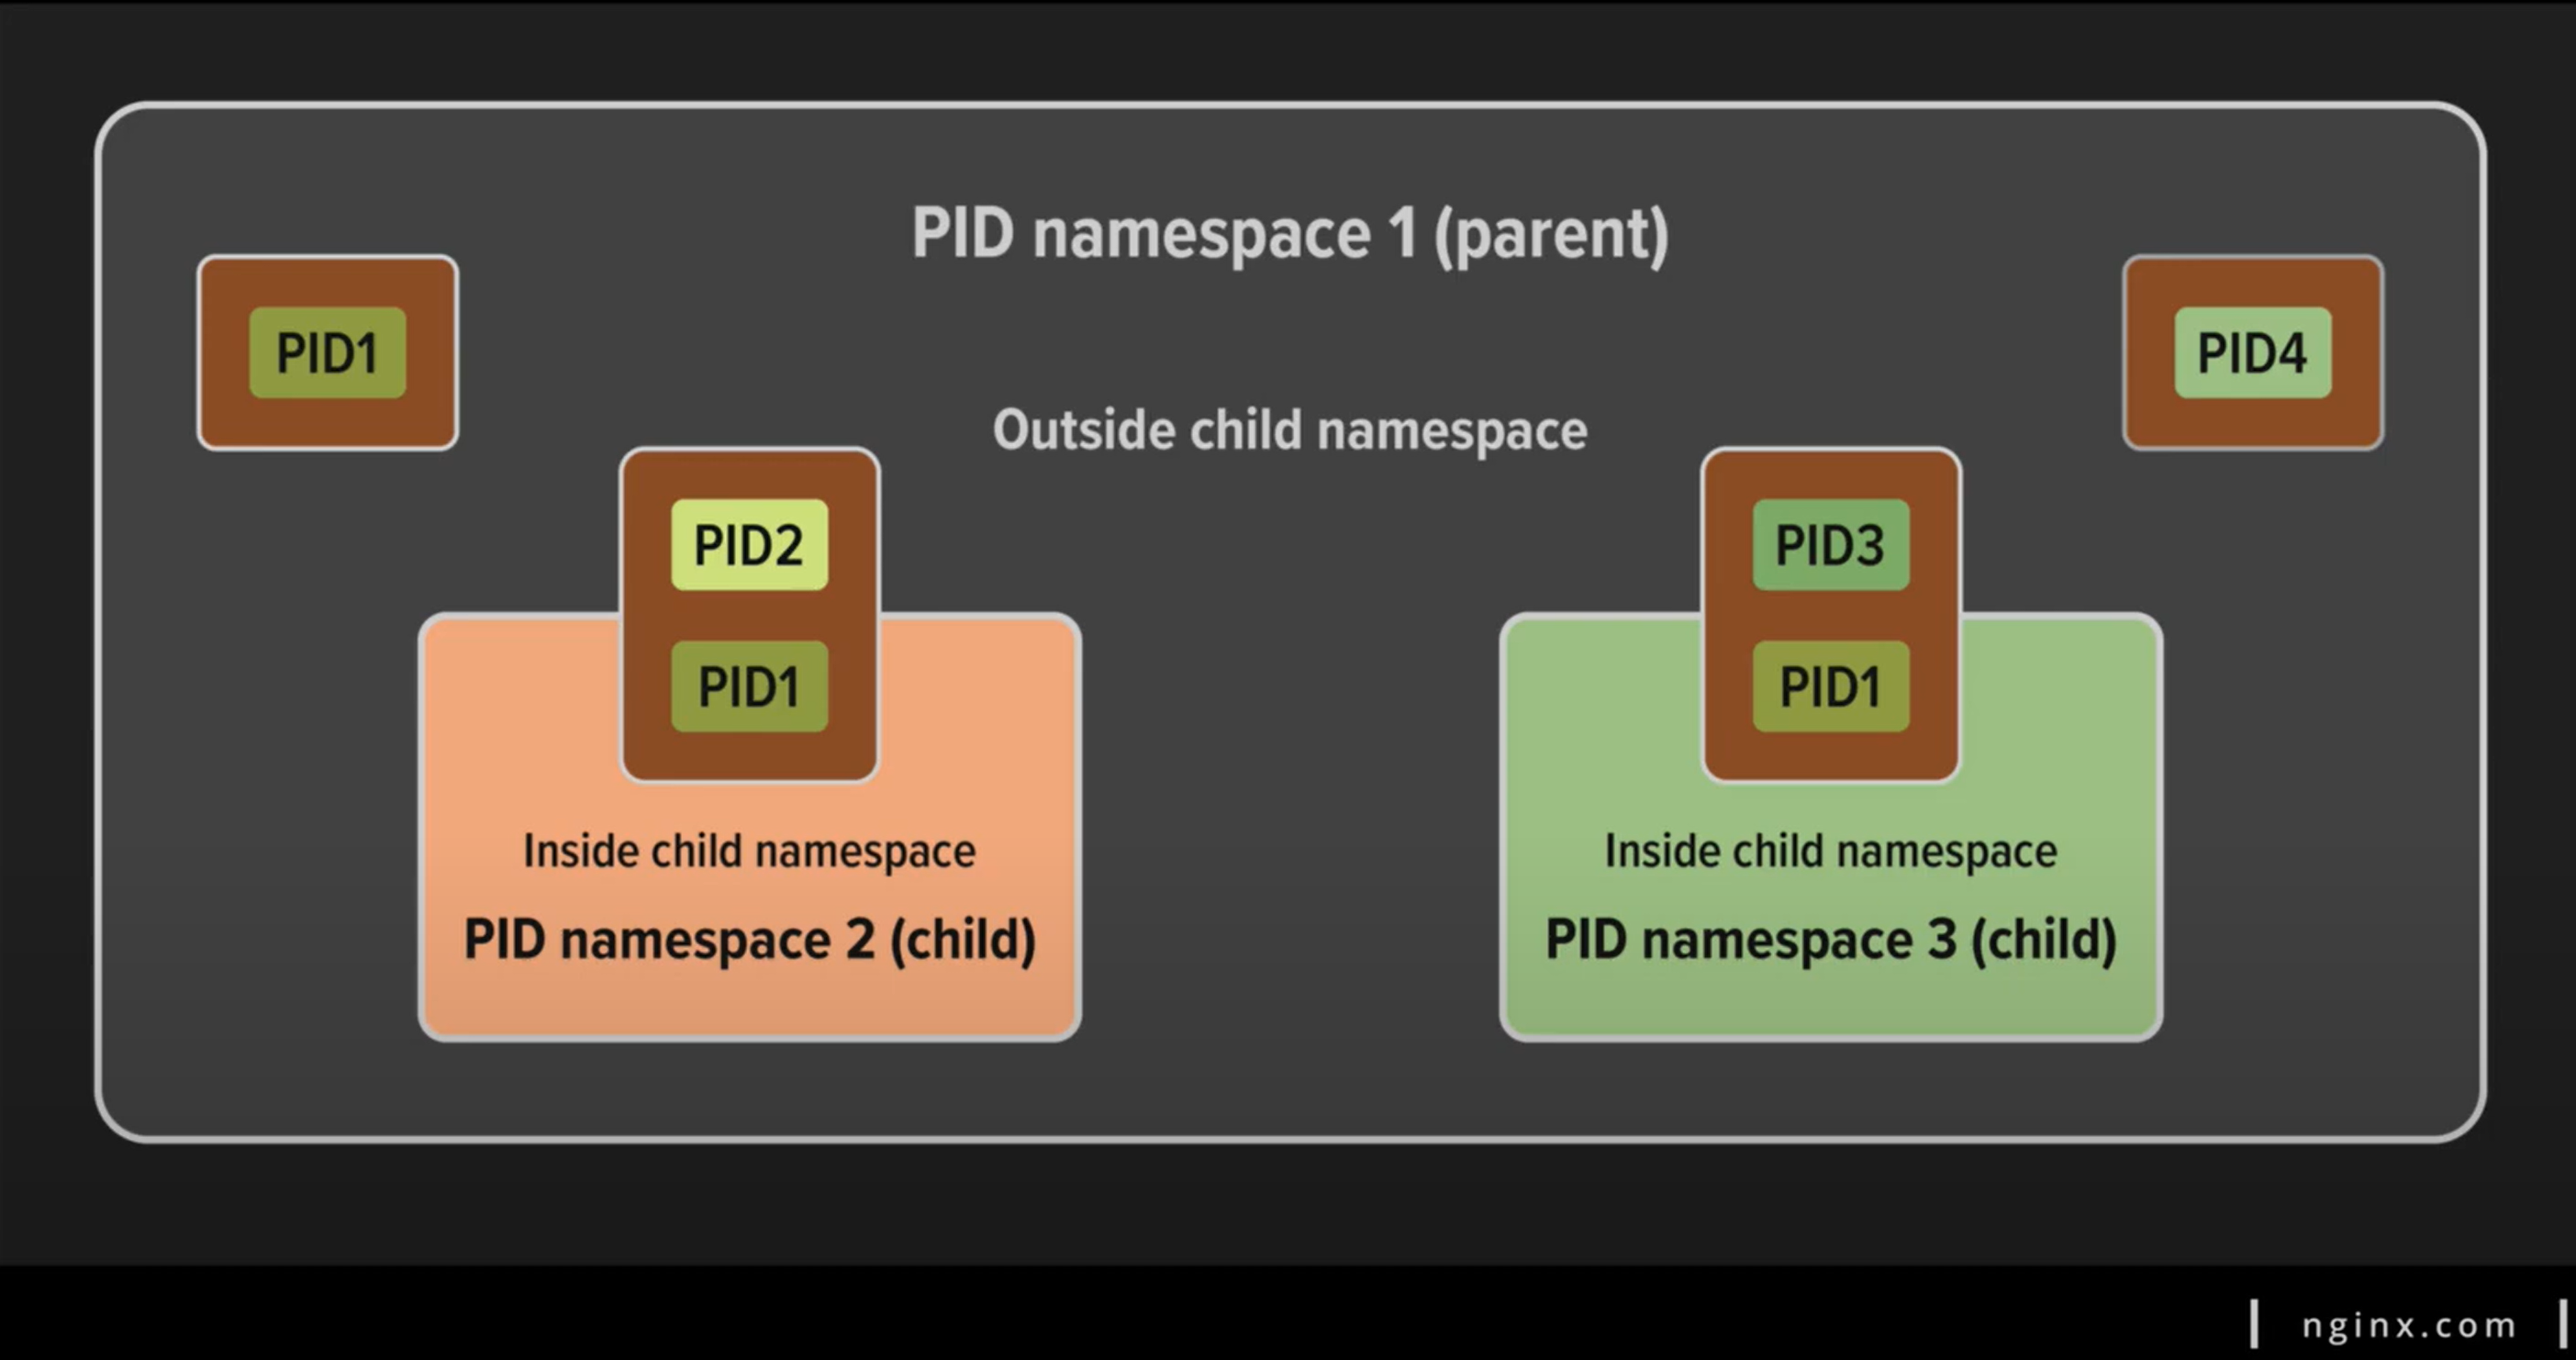 PID namespace 1 (parent)
PID1
PID4
Outside child namespace
PID2
PID1
Inside child namespace
PID namespace 2 (child)
PID3
PID1
Inside child namespace
PID namespace 3 (child)
nginx.com